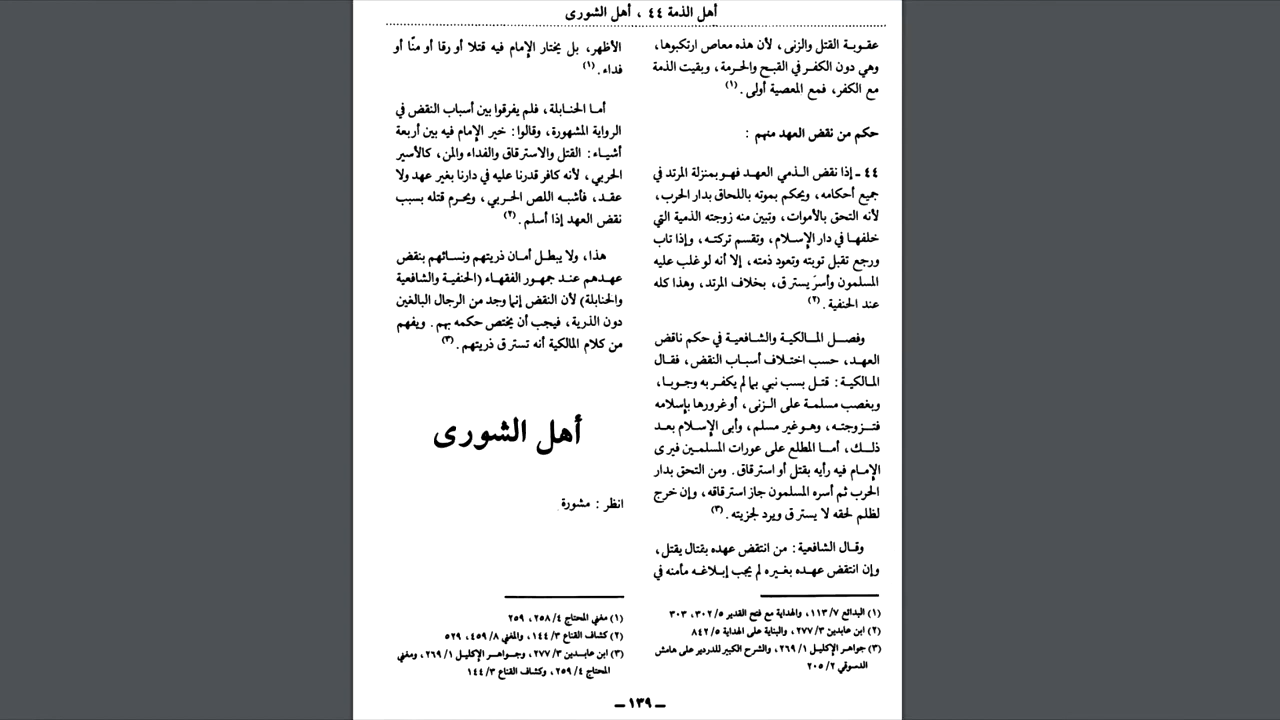 أهل الذمة ٤٤ ، أهل الشورى
عقوبة القتل والزنى، لأن هذه معاص ارتكبوها،
وهي دون الكفر في القبح والحرمة، وبقيت الذمة
مع الكفر، فمع المعصية أولى. (١)
حكم من نقض العهد منهم :
٤٤ ـ إذا نقض الذمي العهد فهو بمنزلة المرتد في
جميع أحكامه، ويحكم بموته باللحاق بدار الحرب،
لأنه التحق بالأموات، وتبين منه زوجته الذمية التي
خلفها في دار الإسلام، وتقسم تركته، وإذا تاب
ورجع تقبل توبته وتعود ذمته، إلا أنه لو غلب عليه
المسلمون وأسرّ يسترق، بخلاف المرتد، وهذا كله
عند الحنفية. (٢)
وفصل المالكية والشافعية في حكم ناقض
العهد، حسب اختلاف أسباب النقض، فقال
المالكية: قتل بسب نبي بما لم يكفر به وجوبا،
وبغصب مسلمة على الزنى، أو غرورها بإسلامه
فتزوجته، وهو غير مسلم، وأبى الإسلام بعد
ذلك، أما المطلع على عورات المسلمين فيرى
الإمام فيه رأيه بقتل أو استرقاق. ومن التحق بدار
الحرب ثم أسره المسلمون جاز استرقاقه، وإن خرج
لظلم لحقه لا يسترق ويرد لجزيته. (٣)
وقال الشافعية: من انتقض عهده بقتال يقتل،
وإن انتقض عهده بغيره لم يجب إبلاغه مأمنه في
(١) البدائع ٧/ ١١٣، والهداية مع فتح القدير ٥/ ٣٠٢، ٣٠٣
(٢) ابن عابدين ٣/ ٢٧٧، والبناية على الهداية ٥/ ٨٤٢
(٣) جواهر الإكليل ١/ ٢٦٩، والشرح الكبير للدردير على هامش
الدسوقي ٢/ ٢٠٥
الأظهر، بل يختار الإمام فيه قتلا أو رقا أو منّا أو
فداء. (١)
أما الحنابلة، فلم يفرقوا بين أسباب النقض في
الرواية المشهورة، وقالوا: خير الإمام فيه بين أربعة
أشياء: القتل والاسترقاق والفداء والمن، كالأسير
الحربي، لأنه كافر قدرنا عليه في دارنا بغير عهد ولا
عقد، فأشبه اللص الحربي، ويحرم قتله بسبب
نقض العهد إذا أسلم. (٢)
هذا، ولا يبطل أمان ذريتهم ونسائهم بنقض
عهدهم عند جمهور الفقهاء (الحنفية والشافعية
والحنابلة) لأن النقض إنما وجد من الرجال البالغين
دون الذرية، فيجب أن يختص حكمه بهم. ويفهم
من كلام المالكية أنه تسترق ذريتهم. (٣)
أهل الشورى
انظر : مشورة
(١) مغني المحتاج ٤/ ٢٥٨، ٢٥٩
(٢) كشاف القناع ٣/ ١٤٤، والمغني ٨/ ٤٥٩، ٥٢٩
(٣) ابن عابدين ٣/ ٢٧٧، وجواهر الإكليل ١/ ٢٦٩، ومغني
المحتاج ٤/ ٢٥٩، وكشاف القناع ٣/ ١٤٤
ـ ١٣٩ ـ